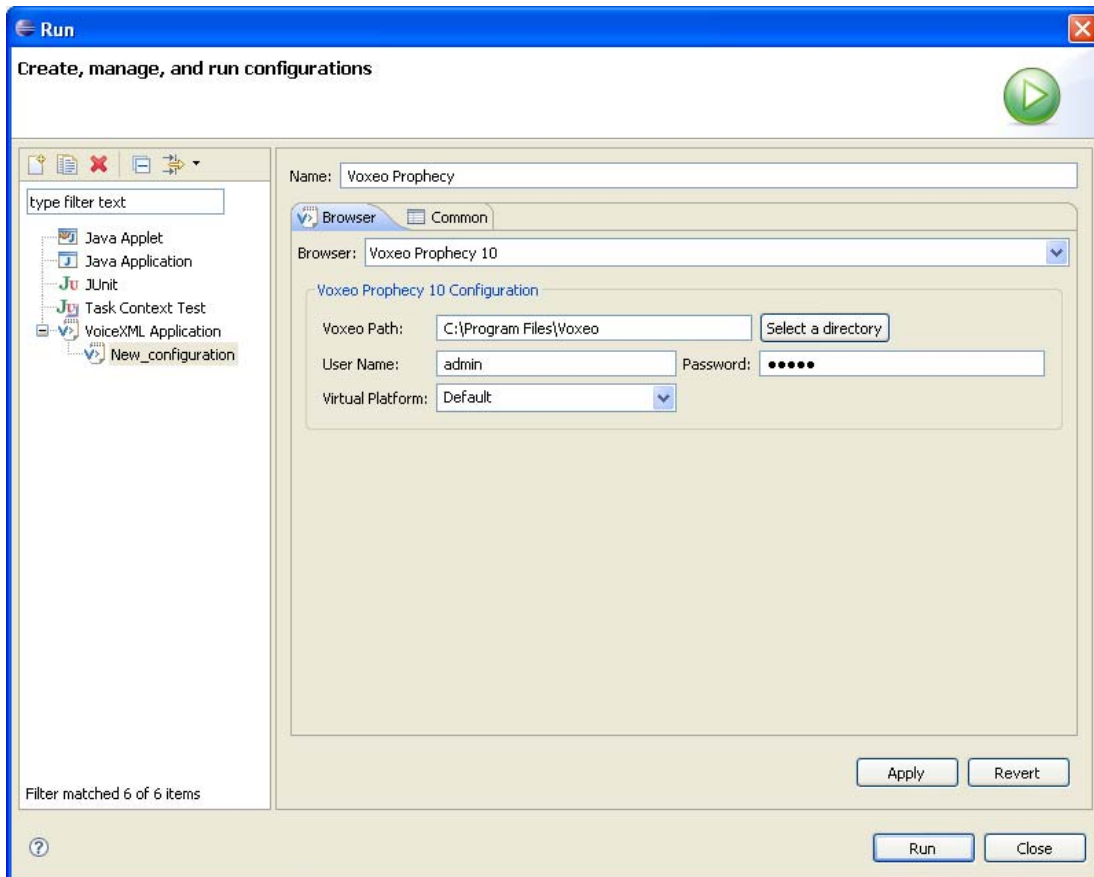 Run
Create, manage, and run configurations
type filter text
Java Applet
Java Application
JUnit
Task Context Test
VoiceXML Application
New_configuration
Filter matched 6 of 6 items
Name: Voxeo Prophecy
Browser Common
Browser: Voxeo Prophecy 10
Voxeo Prophecy 10 Configuration
Voxeo Path: C:\Program Files\Voxeo Select a directory
User Name: admin Password: ●●●●●
Virtual Platform: Default
Apply Revert
Run Close